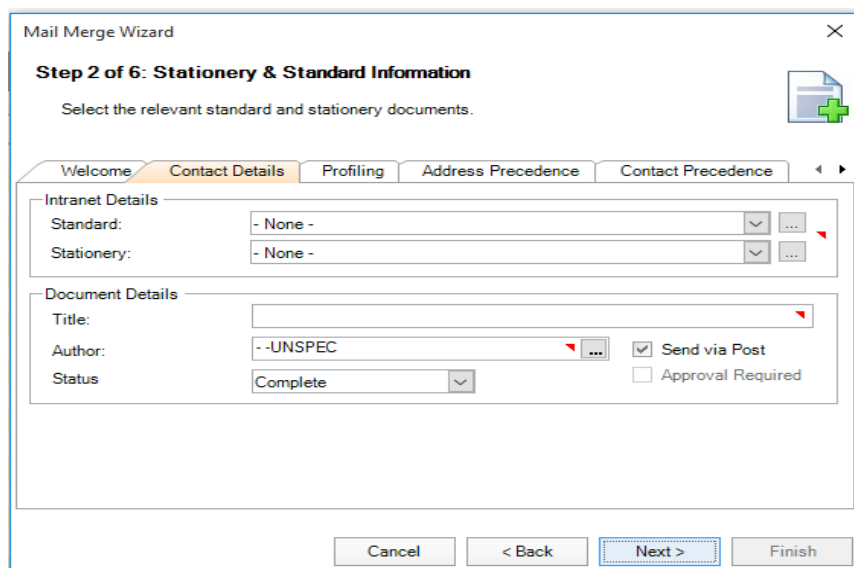 Mail Merge Wizard
Step 2 of 6: Stationery & Standard Information
Select the relevant standard and stationery documents.
Welcome Contact Details Profiling Address Precedence Contact Precedence
Intranet Details
Standard: - None - ...
Stationery: - None - ...
Document Details
Title:
Author: - -UNSPEC ... Send via Post
Status Complete Approval Required
Cancel < Back Next > Finish